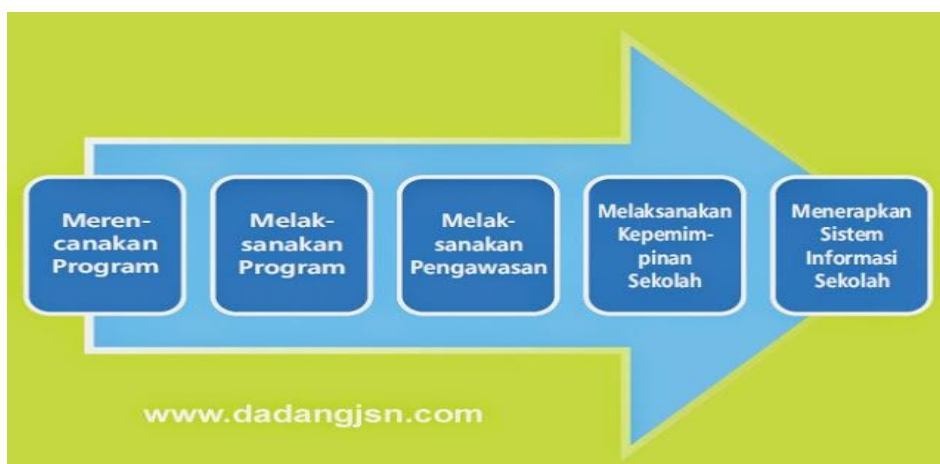 Meren-
canakan
Program
Melak-
sanakan
Program
Melak-
sanakan
Pengawasan
Melaksanakan
Kepemim-
pinan
Sekolah
Menerapkan
Sistem
Informasi
Sekolah
www.dadangjsn.com